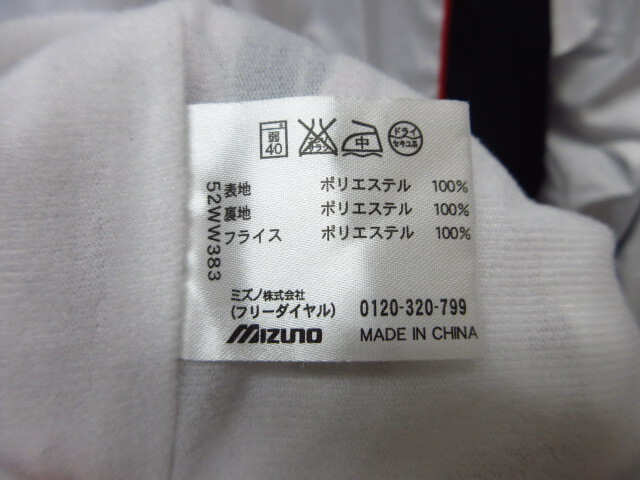 弱 40 中 ドライ セキユ系
表地 ポリエステル 100%
裏地 ポリエステル 100%
フライス ポリエステル 100%
52WW383
ミズノ株式会社
(フリーダイヤル) 0120-320-799
MIZUNO MADE IN CHINA